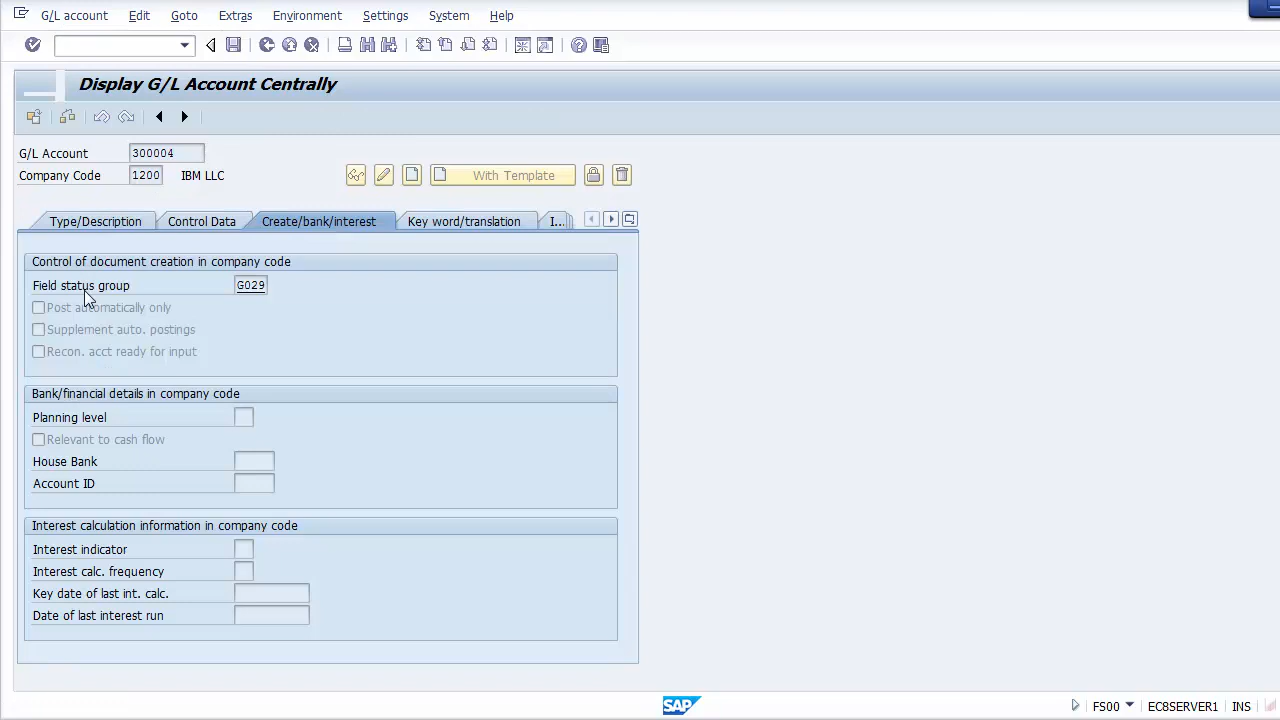 G/L account Edit Goto Extras Environment Settings System Help
Display G/L Account Centrally
G/L Account 300004
Company Code 1200 IBM LLC With Template
Type/Description Control Data Create/bank/interest Key word/translation I...
Control of document creation in company code
Field status group G029
Post automatically only
Supplement auto. postings
Recon. acct ready for input
Bank/financial details in company code
Planning level
Relevant to cash flow
House Bank
Account ID
Interest calculation information in company code
Interest indicator
Interest calc. frequency
Key date of last int. calc.
Date of last interest run
SAP FS00 EC8SERVER1 INS